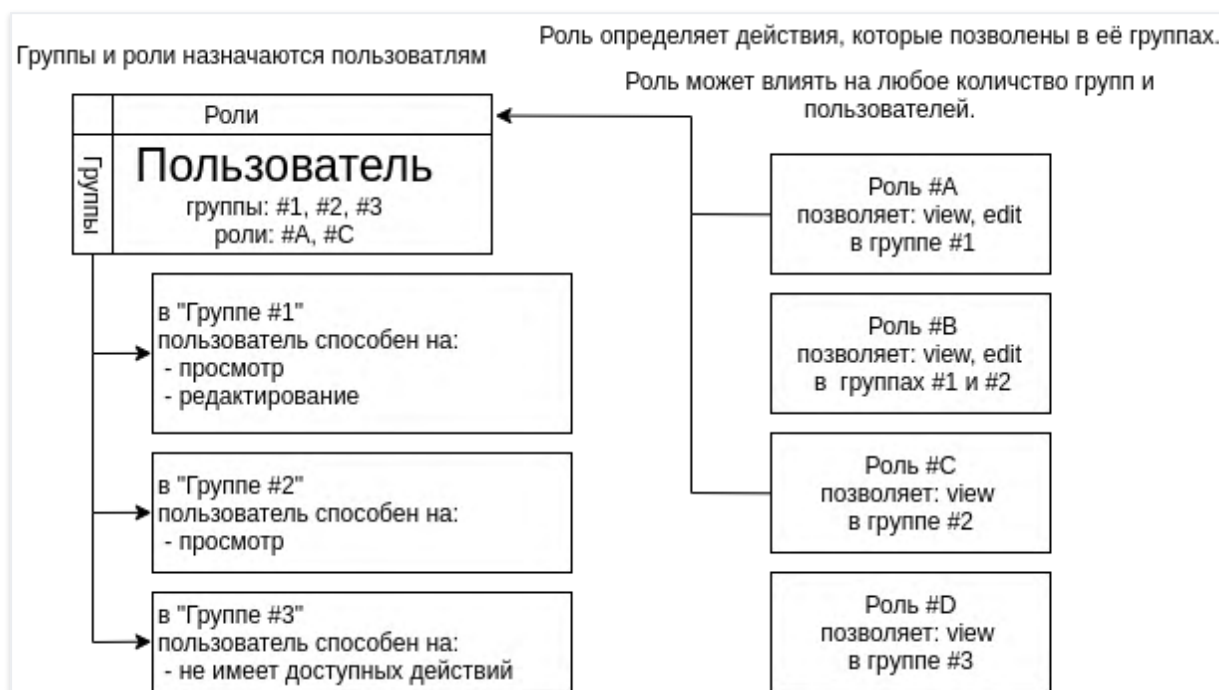 Группы и роли назначаются пользоватлям
Роли
Группы
Пользователь
группы: #1, #2, #3
роли: #A, #C
в "Группе #1"
пользователь способен на:
- просмотр
- редактирование
в "Группе #2"
пользователь способен на:
- просмотр
в "Группе #3"
пользователь способен на:
- не имеет доступных действий
Роль определяет действия, которые позволены в её группах.
Роль может влиять на любое количство групп и
пользователей.
Роль #A
позволяет: view, edit
в группе #1
Роль #B
позволяет: view, edit
в группах #1 и #2
Роль #C
позволяет: view
в группе #2
Роль #D
позволяет: view
в группе #3